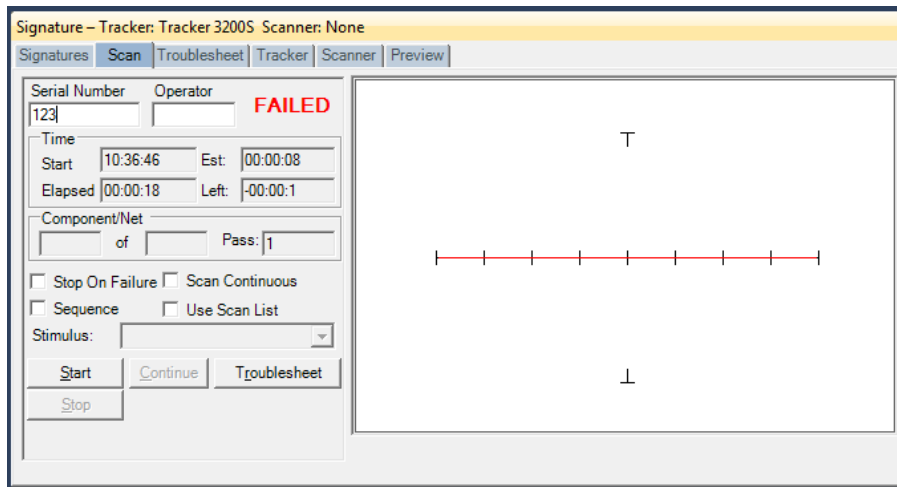 Signature – Tracker: Tracker 3200S Scanner: None
Signatures Scan Troublesheet Tracker Scanner Preview
Serial Number Operator
123 FAILED
Time
Start 10:36:46 Est: 00:00:08
Elapsed 00:00:18 Left: -00:00:1
Component/Net
of Pass: 1
Stop On Failure Scan Continuous
Sequence Use Scan List
Stimulus:
Start Continue Troublesheet
Stop